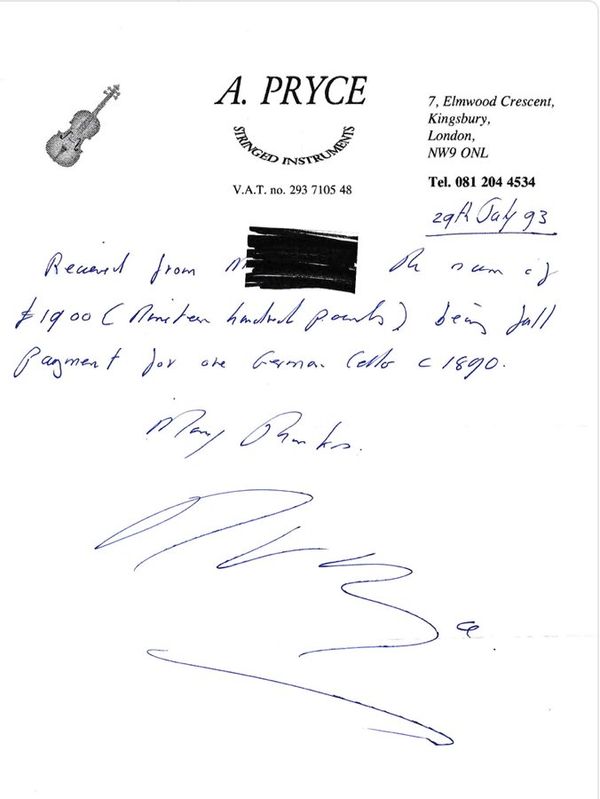 A. PRYCE
STRINGED INSTRUMENTS
V.A.T. no. 293 7105 48
7, Elmwood Crescent,
Kingsbury,
London,
NW9 ONL
Tel. 081 204 4534
29th July 93
Received from M the sum of
£1900 (Nineteen hundred pounds) being full
payment for one German Cello c 1890.
Many Thanks.